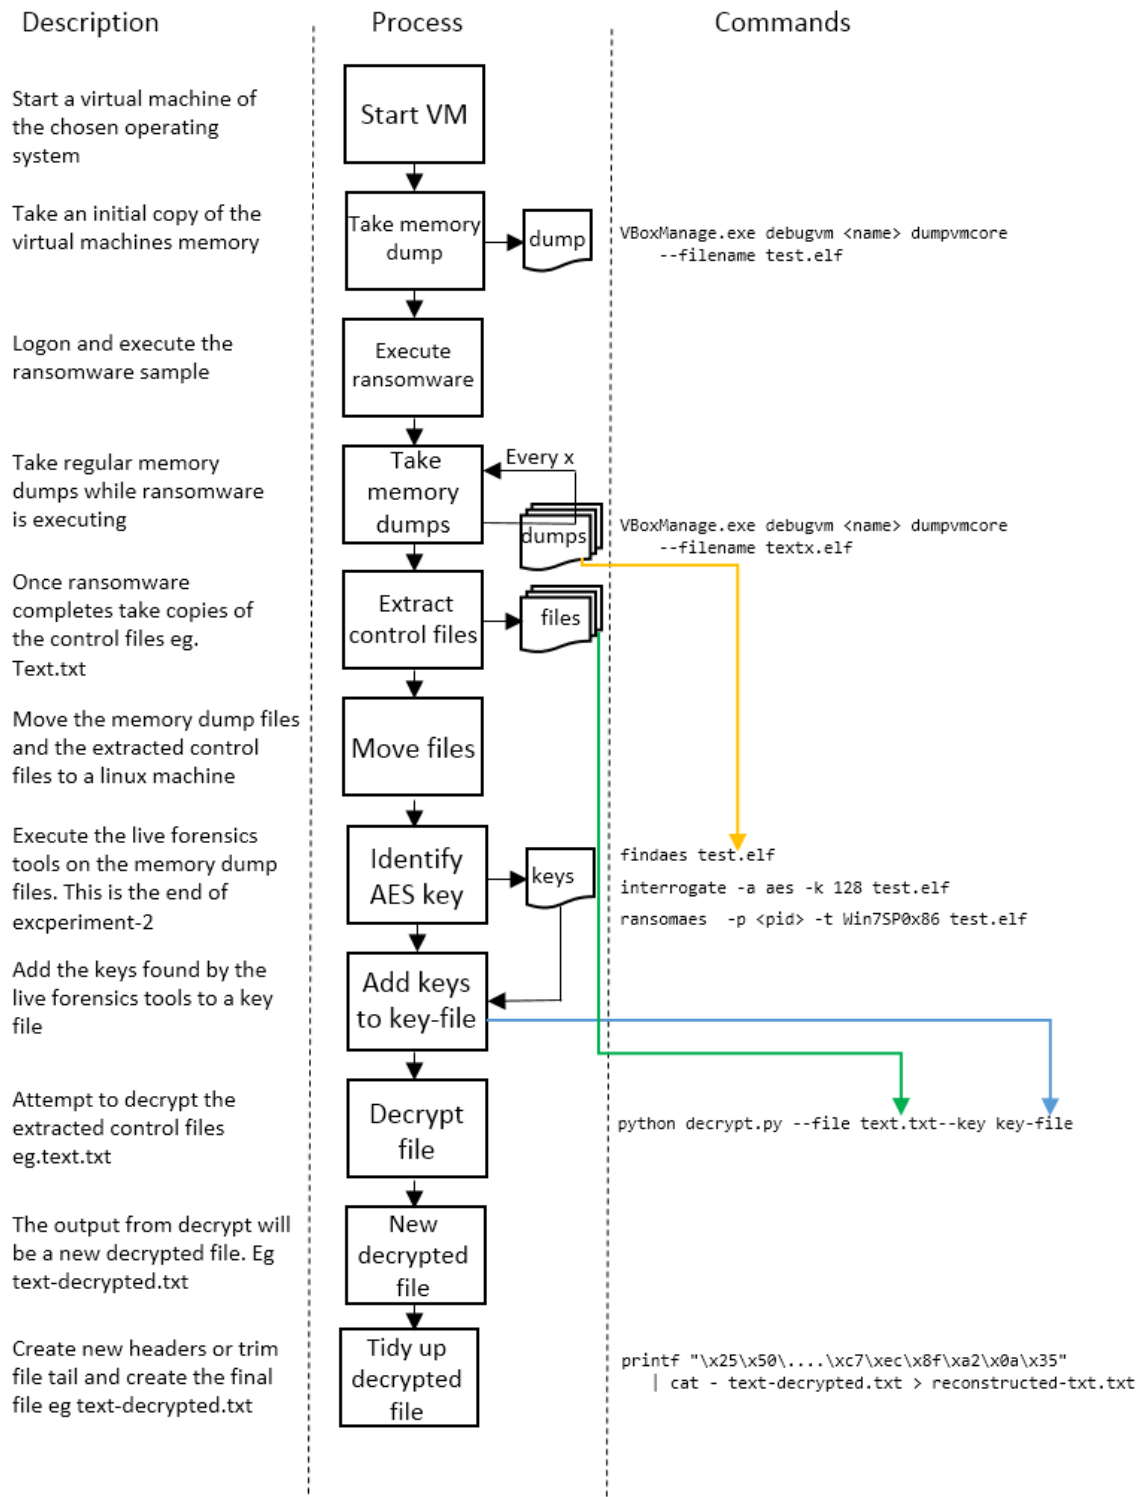 Description
Process
Commands
Start a virtual machine of
the chosen operating
system
Start VM
Take an initial copy of the
virtual machines memory
Take memory
dump
dump
VBoxManage.exe debugvm <name> dumpvmcore
--filename test.elf
Logon and execute the
ransomware sample
Execute
ransomware
Take regular memory
dumps while ransomware
is executing
Take
memory
dumps
Every x
dumps
VBoxManage.exe debugvm <name> dumpvmcore
--filename textx.elf
Once ransomware
completes take copies of
the control files eg.
Text.txt
Extract
control files
files
Move the memory dump files
and the extracted control
files to a linux machine
Move files
Execute the live forensics
tools on the memory dump
files. This is the end of
excperiment-2
Identify
AES key
keys
findaes test.elf
interrogate -a aes -k 128 test.elf
ransomaes  -p <pid> -t Win7SP0x86 test.elf
Add the keys found by the
live forensics tools to a key
file
Add keys
to key-file
Attempt to decrypt the
extracted control files
eg.text.txt
Decrypt
file
python decrypt.py --file text.txt--key key-file
The output from decrypt will
be a new decrypted file. Eg
text-decrypted.txt
New
decrypted
file
Create new headers or trim
file tail and create the final
file eg text-decrypted.txt
Tidy up
decrypted
file
printf "\x25\x50\....\xc7\xec\x8f\xa2\x0a\x35"
| cat - text-decrypted.txt > reconstructed-txt.txt